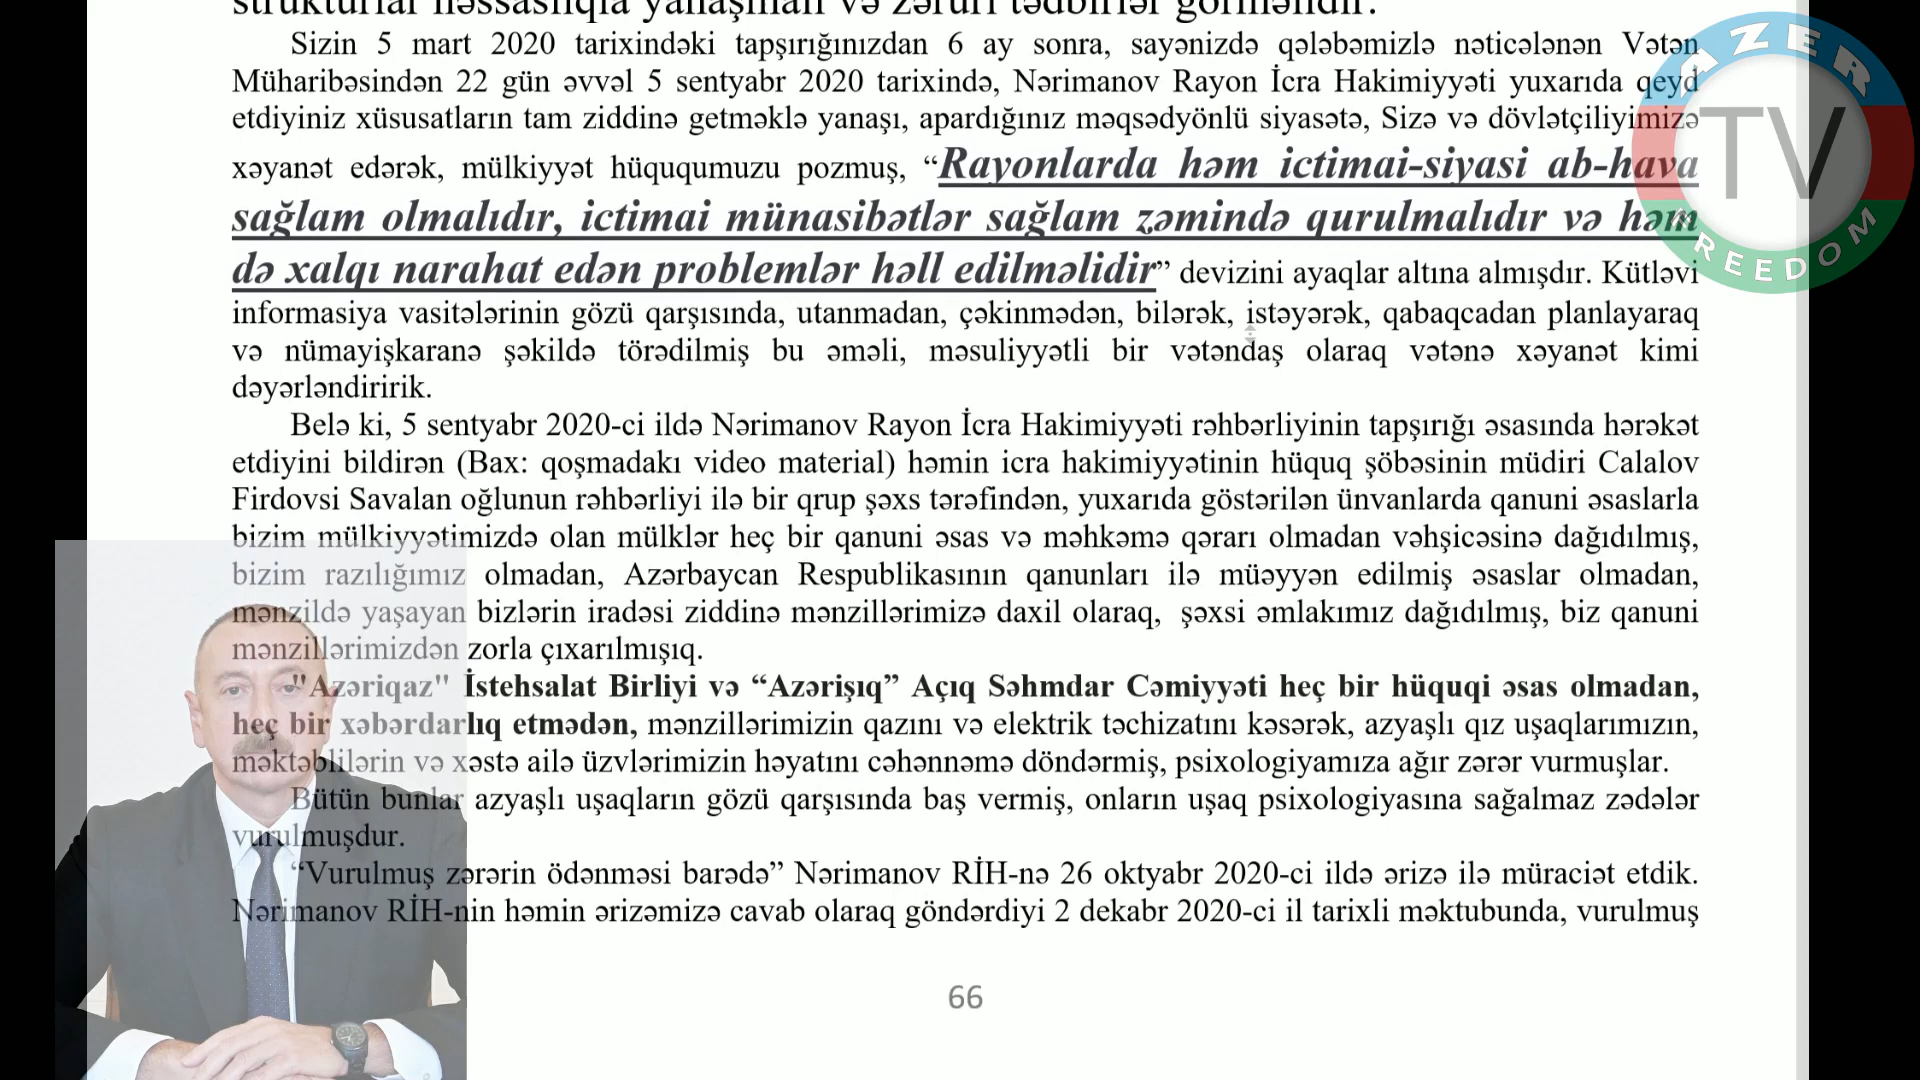 strukturlar həssaslıqla yanaşmalı və zəruri tədbirlər görməlidir.
Sizin 5 mart 2020 tarixindəki tapşırığınızdan 6 ay sonra, sayənizdə qələbəmizlə nəticələnən Vətən
Müharibəsindən 22 gün əvvəl 5 sentyabr 2020 tarixində, Nərimanov Rayon İcra Hakimiyyəti yuxarıda qeyd
etdiyiniz xüsusatların tam ziddinə getməklə yanaşı, apardığınız məqsədyönlü siyasətə, Sizə və dövlətçiliyimizə
xəyanət edərək, mülkiyyət hüququmuzu pozmuş, “Rayonlarda həm ictimai-siyasi ab-hava
sağlam olmalıdır, ictimai münasibətlər sağlam zəmində qurulmalıdır və həm
də xalqı narahat edən problemlər həll edilməlidir” devizini ayaqlar altına almışdır. Kütləvi
informasiya vasitələrinin gözü qarşısında, utanmadan, çəkinmədən, bilərək, istəyərək, qabaqcadan planlayaraq
və nümayişkaranə şəkildə törədilmiş bu əməli, məsuliyyətli bir vətəndaş olaraq vətənə xəyanət kimi
dəyərləndiririk.
Belə ki, 5 sentyabr 2020-ci ildə Nərimanov Rayon İcra Hakimiyyəti rəhbərliyinin tapşırığı əsasında hərəkət
etdiyini bildirən (Bax: qoşmadakı video material) həmin icra hakimiyyətinin hüquq şöbəsinin müdiri Calalov
Firdovsi Savalan oğlunun rəhbərliyi ilə bir qrup şəxs tərəfindən, yuxarıda göstərilən ünvanlarda qanuni əsaslarla
bizim mülkiyyətimizdə olan mülklər heç bir qanuni əsas və məhkəmə qərarı olmadan vəhşicəsinə dağıdılmış,
bizim razılığımız olmadan, Azərbaycan Respublikasının qanunları ilə müəyyən edilmiş əsaslar olmadan,
mənzildə yaşayan bizlərin iradəsi ziddinə mənzillərimizə daxil olaraq, şəxsi əmlakımız dağıdılmış, biz qanuni
mənzillərimizdən zorla çıxarılmışıq.
"Azəriqaz" İstehsalat Birliyi və “Azərişıq” Açıq Səhmdar Cəmiyyəti heç bir hüquqi əsas olmadan,
heç bir xəbərdarlıq etmədən, mənzillərimizin qazını və elektrik təchizatını kəsərək, azyaşlı qız uşaqlarımızın,
məktəblilərin və xəstə ailə üzvlərimizin həyatını cəhənnəmə döndərmiş, psixologiyamıza ağır zərər vurmuşlar.
Bütün bunlar azyaşlı uşaqların gözü qarşısında baş vermiş, onların uşaq psixologiyasına sağalmaz zədələr
vurulmuşdur.
“Vurulmuş zərərin ödənməsi barədə” Nərimanov RİH-nə 26 oktyabr 2020-ci ildə ərizə ilə müraciət etdik.
Nərimanov RİH-nin həmin ərizəmizə cavab olaraq göndərdiyi 2 dekabr 2020-ci il tarixli məktubunda, vurulmuş
66
AZER
TV
FREEDOM